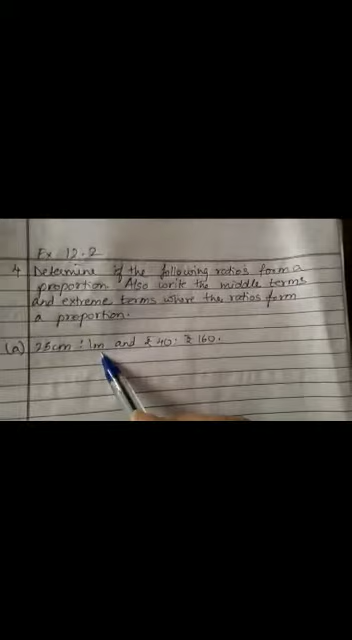 Ex 12.2
4 Determine if the following ratios form a
proportion. Also write the middle terms
and extreme terms where the ratios form
a proportion.
(a) 25cm : 1m and ₹ 40 : ₹ 160.